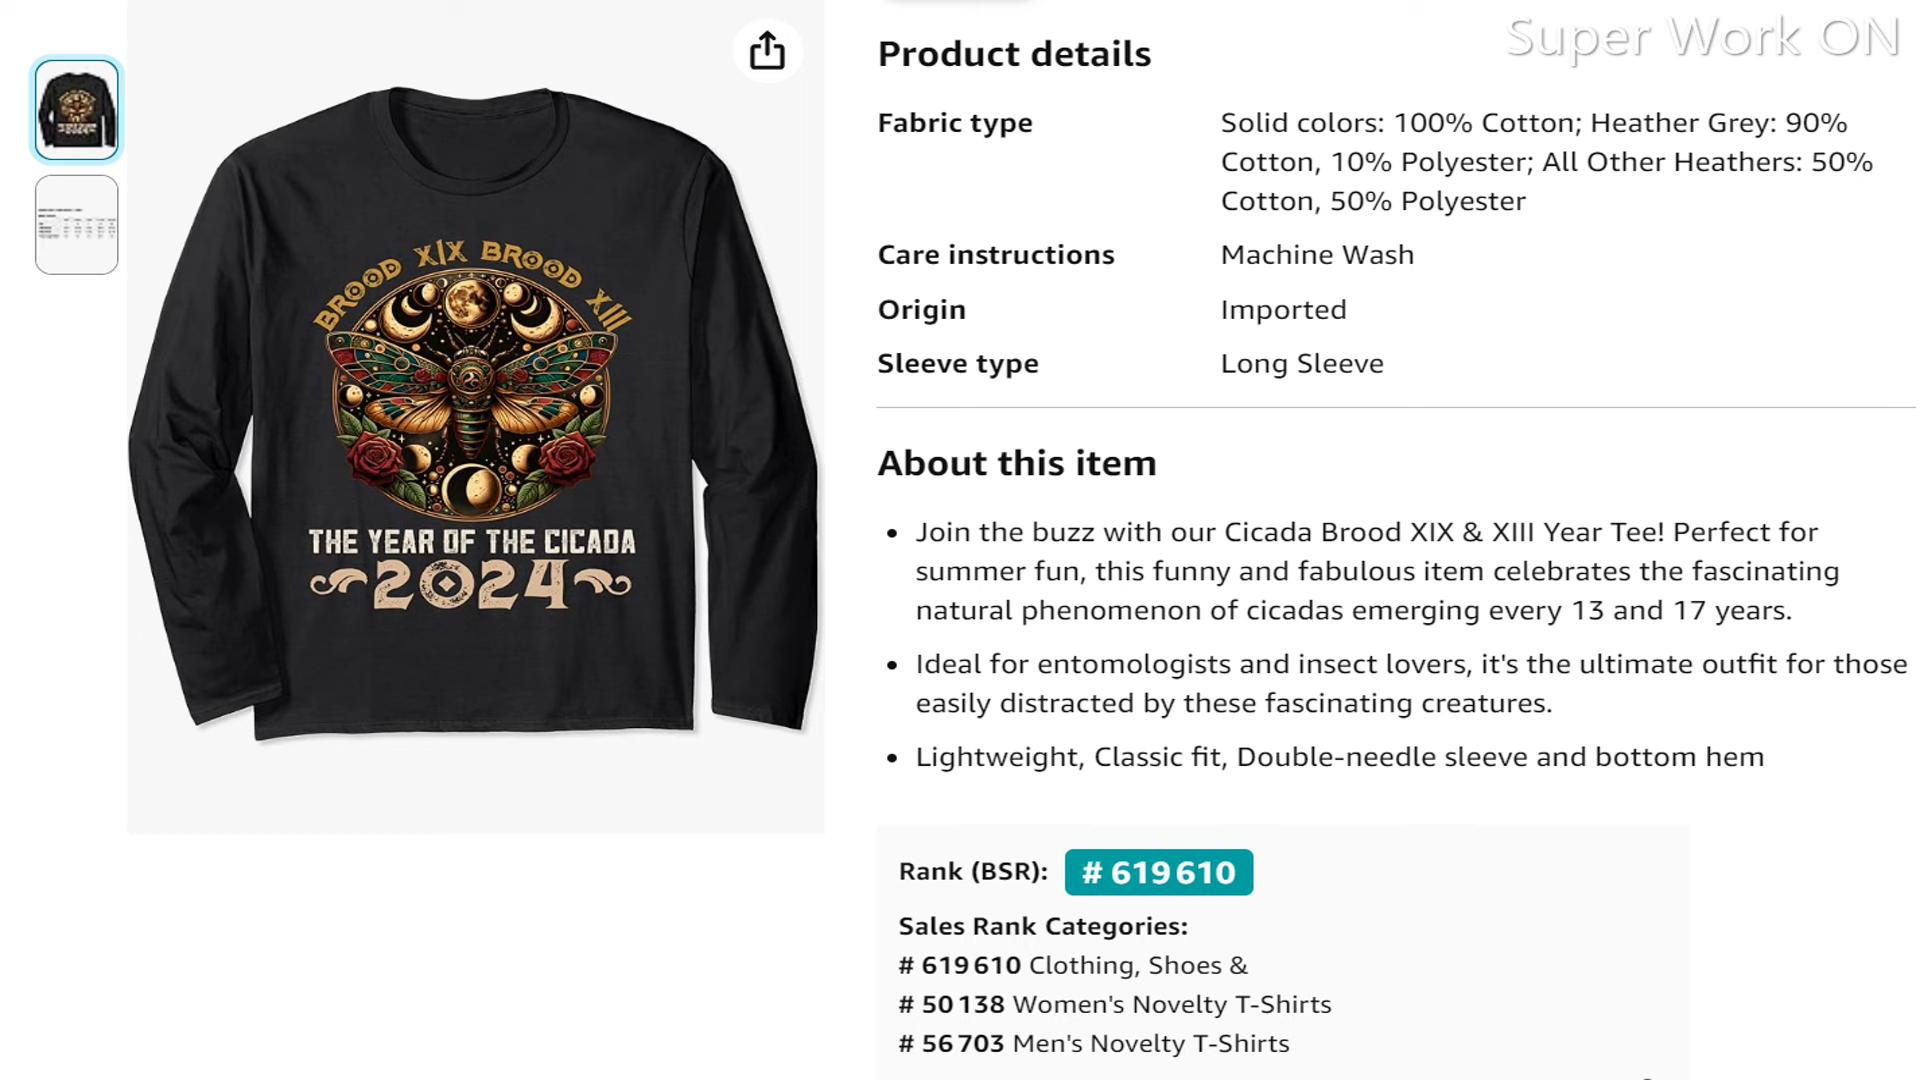 Super Work ON
BROOD XIX BROOD XIII
THE YEAR OF THE CICADA
2024
Product details
Fabric type
Solid colors: 100% Cotton; Heather Grey: 90%
Cotton, 10% Polyester; All Other Heathers: 50%
Cotton, 50% Polyester
Care instructions
Machine Wash
Origin
Imported
Sleeve type
Long Sleeve
About this item
• Join the buzz with our Cicada Brood XIX & XIII Year Tee! Perfect for
summer fun, this funny and fabulous item celebrates the fascinating
natural phenomenon of cicadas emerging every 13 and 17 years.
• Ideal for entomologists and insect lovers, it's the ultimate outfit for those
easily distracted by these fascinating creatures.
• Lightweight, Classic fit, Double-needle sleeve and bottom hem
Rank (BSR): # 619 610
Sales Rank Categories:
# 619 610 Clothing, Shoes &
# 50 138 Women's Novelty T-Shirts
# 56 703 Men's Novelty T-Shirts